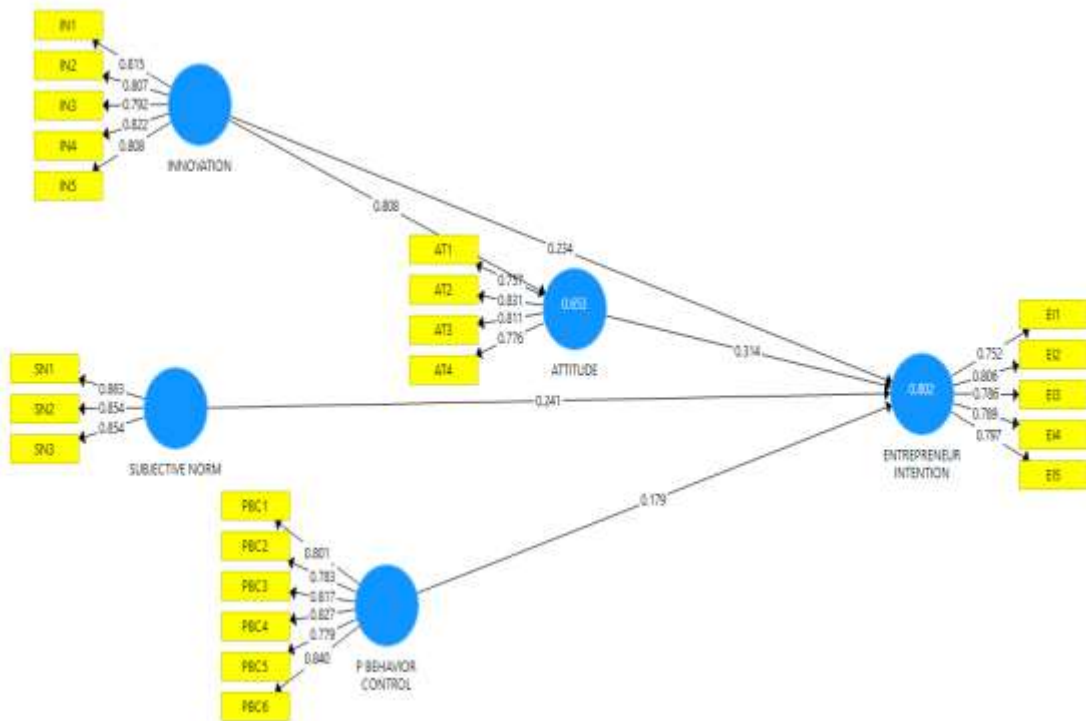 IN1
0.815
IN2
0.807
IN3
0.792
IN4
0.822
IN5
0.808
INNOVATION
0.808
0.234
AT1
0.757
AT2
0.831
AT3
0.811
AT4
0.776
0.653
ATTITUDE
0.314
SN1
0.863
SN2
0.854
SN3
0.854
SUBJECTIVE NORM
0.241
EI1
0.752
EI2
0.806
EI3
0.786
EI4
0.789
EI5
0.797
0.802
ENTREPRENEUR
INTENTION
0.179
PBC1
0.801
PBC2
0.783
PBC3
0.817
PBC4
0.827
PBC5
0.779
PBC6
0.840
P BEHAVIOR
CONTROL